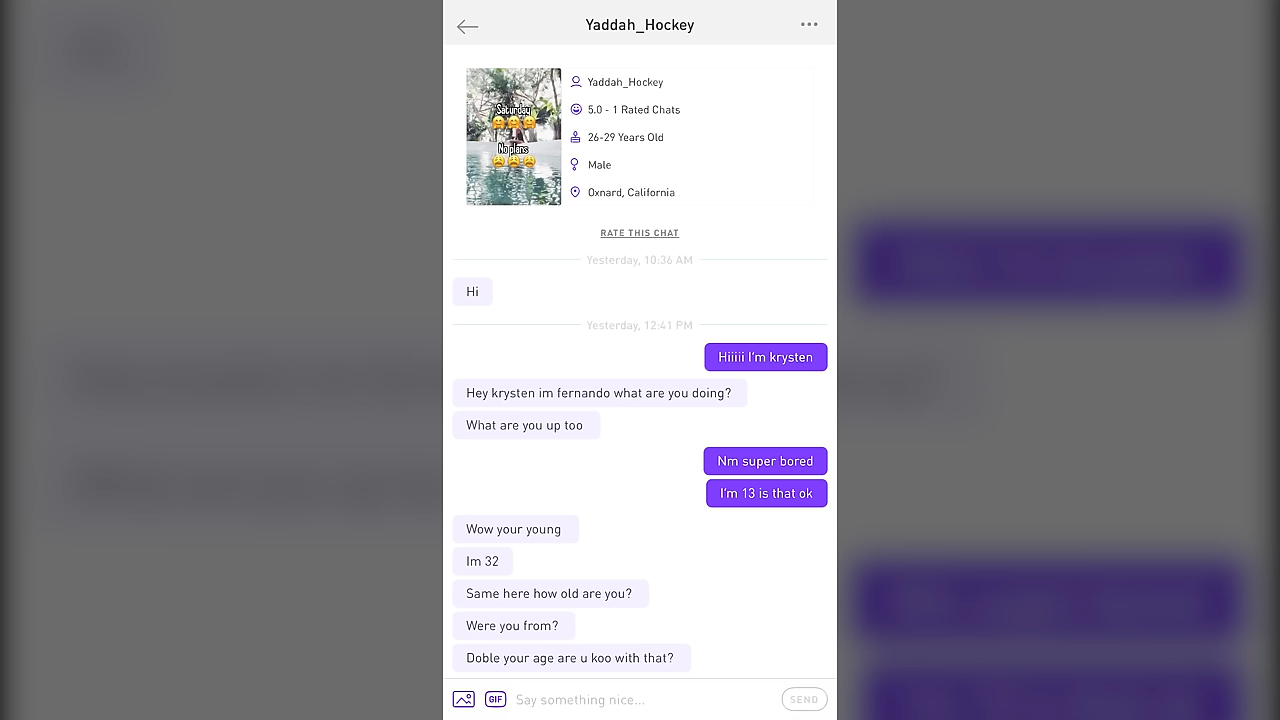 Yaddah_Hockey
Saturday
No plans
Yaddah_Hockey
5.0 - 1 Rated Chats
26-29 Years Old
Male
Oxnard, California
RATE THIS CHAT
Yesterday, 10:36 AM
Hi
Yesterday, 12:41 PM
Hiiiii I'm krysten
Hey krysten im fernando what are you doing?
What are you up too
Nm super bored
I'm 13 is that ok
Wow your young
Im 32
Same here how old are you?
Were you from?
Doble your age are u koo with that?
GIF
Say something nice...
SEND